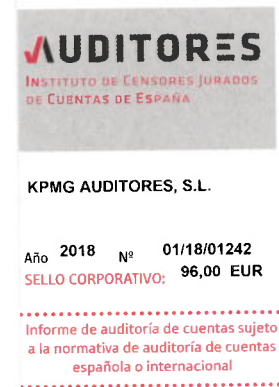 AUDITORES
INSTITUTO DE CENSORES JURADOS
DE CUENTAS DE ESPAÑA
KPMG AUDITORES, S.L.
Año 2018 Nº 01/18/01242
SELLO CORPORATIVO: 96,00 EUR
Informe de auditoría de cuentas sujeto
a la normativa de auditoría de cuentas
española o internacional